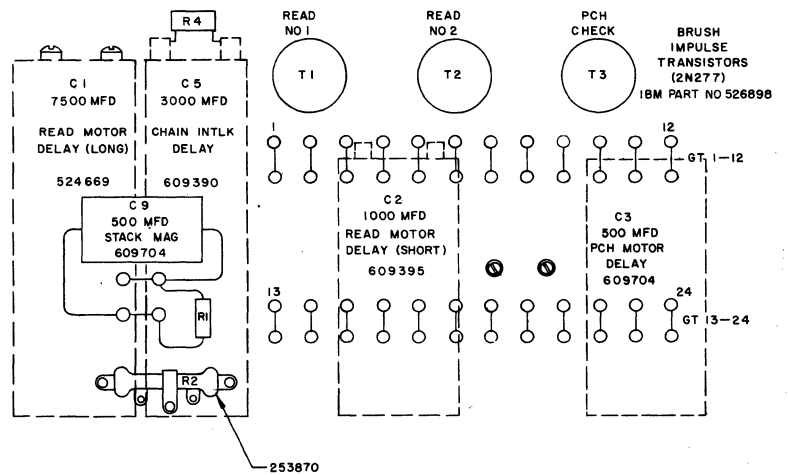 R4
C1
7500 MFD
READ MOTOR
DELAY (LONG)
524669
C5
3000 MFD
CHAIN INTLK
DELAY
609390
C9
500 MFD
STACK MAG
609704
R1
R2
253870
READ
NO 1
T1
READ
NO 2
T2
PCH
CHECK
T3
BRUSH
IMPULSE
TRANSISTORS
(2N277)
IBM PART NO 526898
1
12
GT 1-12
C2
1000 MFD
READ MOTOR
DELAY (SHORT)
609395
C3
500 MFD
PCH MOTOR
DELAY
609704
13
24
GT 13-24